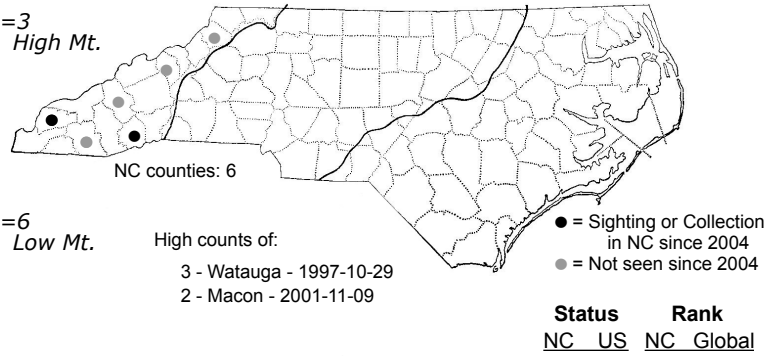 =3
High Mt.
NC counties: 6
=6
Low Mt.
High counts of:
3 - Watauga - 1997-10-29
2 - Macon - 2001-11-09
● = Sighting or Collection
in NC since 2004
● = Not seen since 2004
Status Rank
NC US NC Global